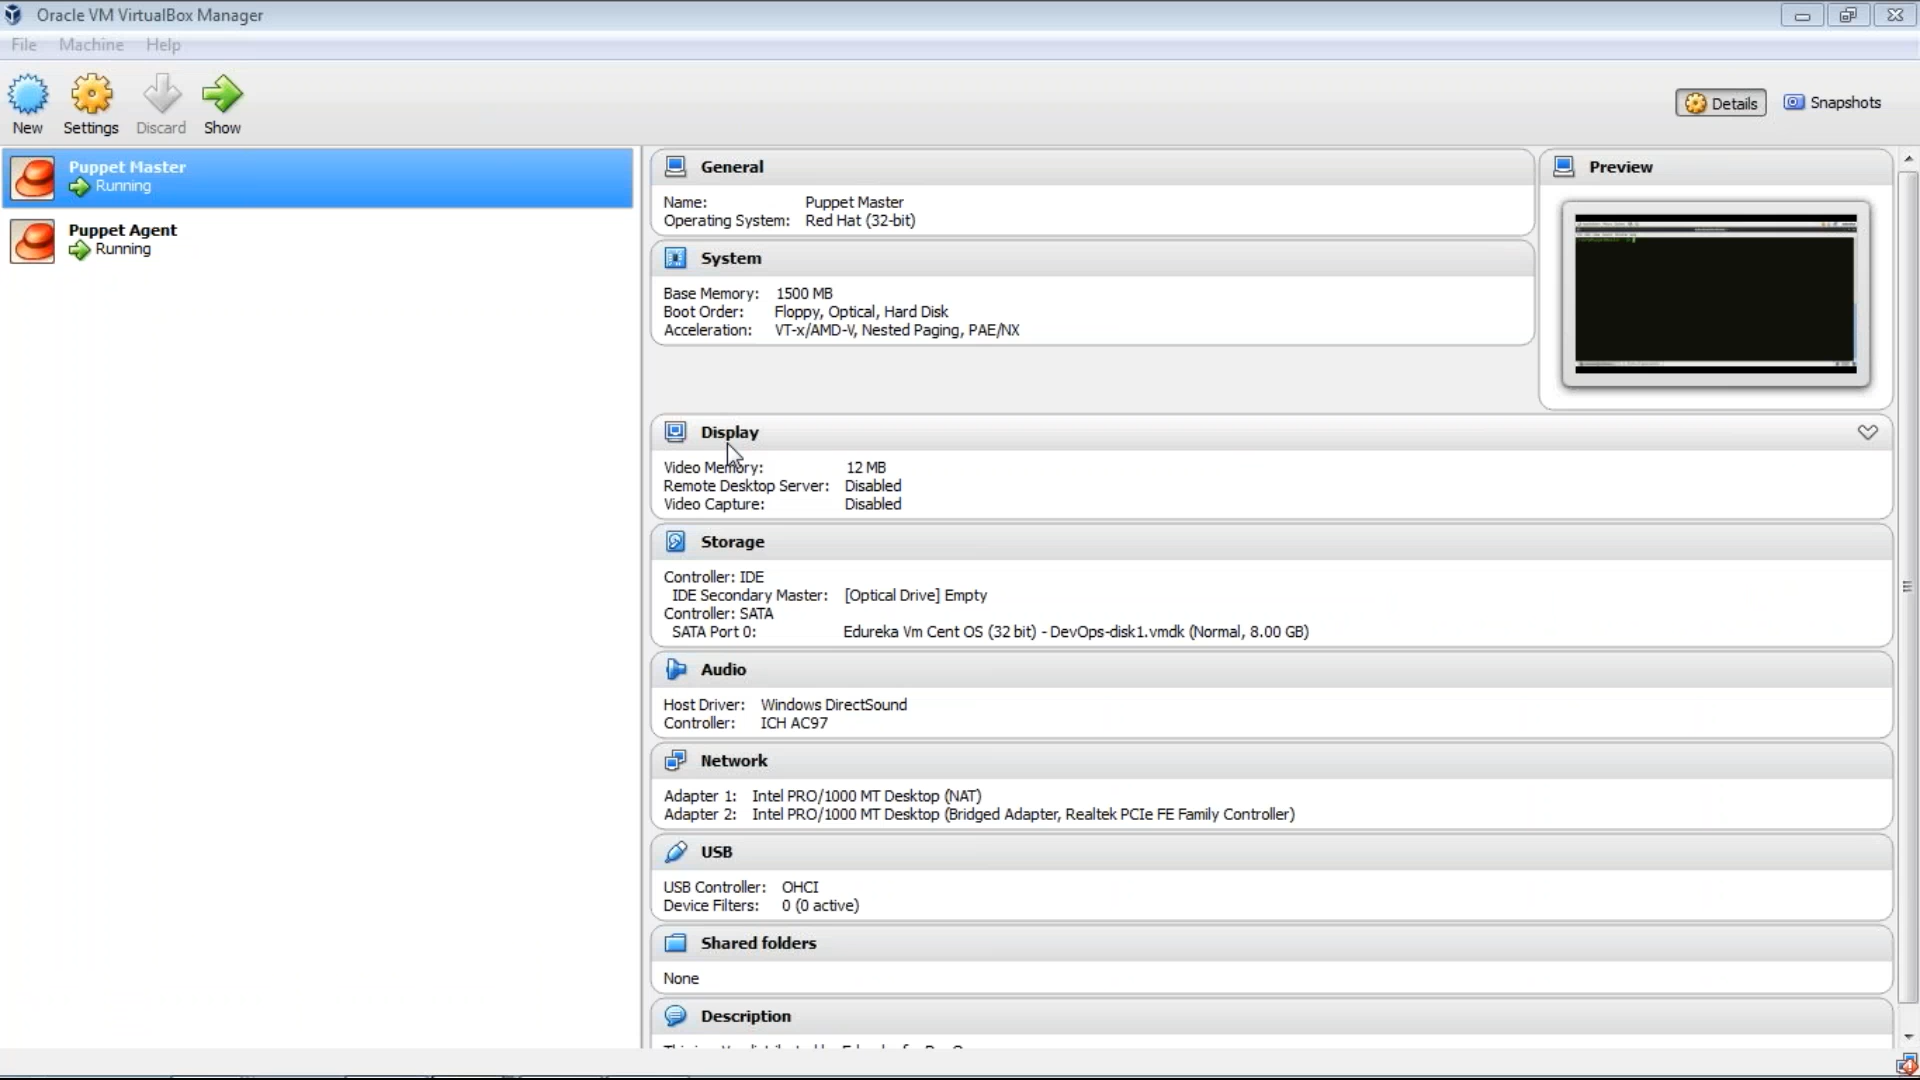 Oracle VM VirtualBox Manager
File Machine Help
New Settings Discard Show
Details Snapshots
Puppet Master
Running
Puppet Agent
Running
General
Name: Puppet Master
Operating System: Red Hat (32-bit)
Preview
System
Base Memory: 1500 MB
Boot Order: Floppy, Optical, Hard Disk
Acceleration: VT-x/AMD-V, Nested Paging, PAE/NX
Display
Video Memory: 12 MB
Remote Desktop Server: Disabled
Video Capture: Disabled
Storage
Controller: IDE
IDE Secondary Master: [Optical Drive] Empty
Controller: SATA
SATA Port 0: Edureka Vm Cent OS (32 bit) - DevOps-disk1.vmdk (Normal, 8.00 GB)
Audio
Host Driver: Windows DirectSound
Controller: ICH AC97
Network
Adapter 1: Intel PRO/1000 MT Desktop (NAT)
Adapter 2: Intel PRO/1000 MT Desktop (Bridged Adapter, Realtek PCIe FE Family Controller)
USB
USB Controller: OHCI
Device Filters: 0 (0 active)
Shared folders
None
Description